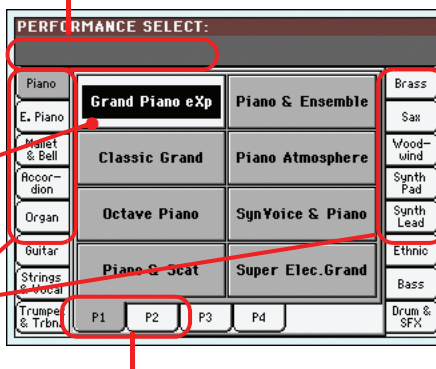 PERFORMANCE SELECT:
Piano
E. Piano
Mallet
& Bell
Accor-
dion
Organ
Guitar
Strings
& Vocal
Trumpet
& Trbn.
Grand Piano eXp
Piano & Ensemble
Classic Grand
Piano Atmosphere
Octave Piano
SynVoice & Piano
Piano & Scat
Super Elec.Grand
Brass
Sax
Wood-
wind
Synth
Pad
Synth
Lead
Ethnic
Bass
Drum &
SFX
P1
P2
P3
P4